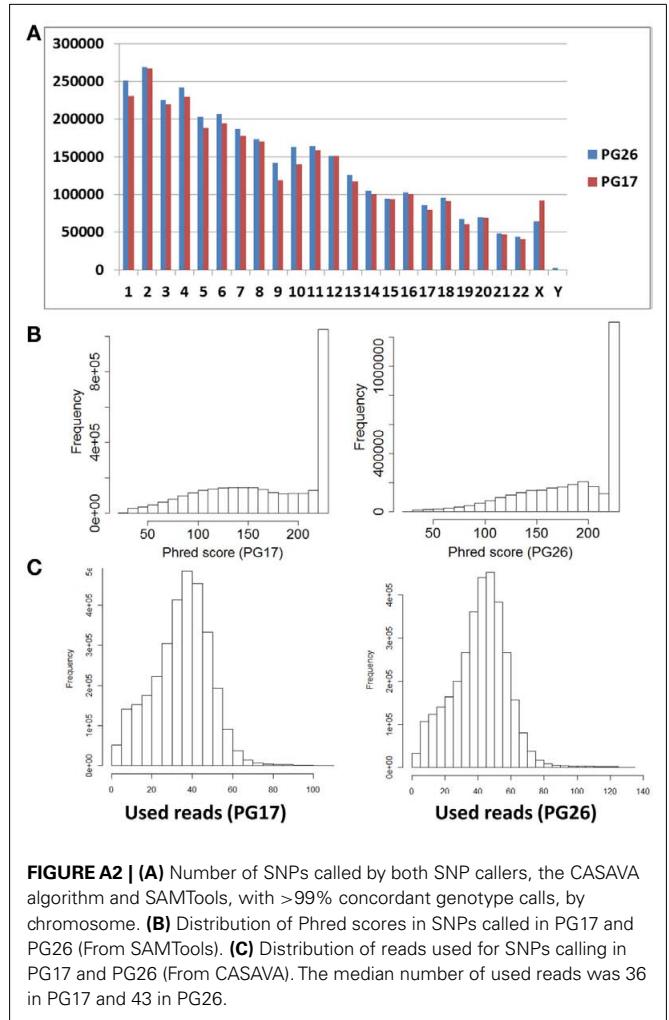 A
300000
250000
200000
150000
100000
50000
0
1 2 3 4 5 6 7 8 9 10 11 12 13 14 15 16 17 18 19 20 21 22 X Y
PG26
PG17
B
Frequency
0e+00 4e+05 8e+05
50 100 150 200
Phred score (PG17)
Frequency
0 400000 1000000
50 100 150 200
Phred score (PG26)
C
Frequency
0e+00 1e+05 2e+05 3e+05 4e+05 5e
0 20 40 60 80 100
Used reads (PG17)
Frequency
0e+00 1e+05 2e+05 3e+05 4e+05
0 20 40 60 80 100 120 140
Used reads (PG26)
FIGURE A2 | (A) Number of SNPs called by both SNP callers, the CASAVA
algorithm and SAMTools, with >99% concordant genotype calls, by
chromosome. (B) Distribution of Phred scores in SNPs called in PG17 and
PG26 (From SAMTools). (C) Distribution of reads used for SNPs calling in
PG17 and PG26 (From CASAVA). The median number of used reads was 36
in PG17 and 43 in PG26.